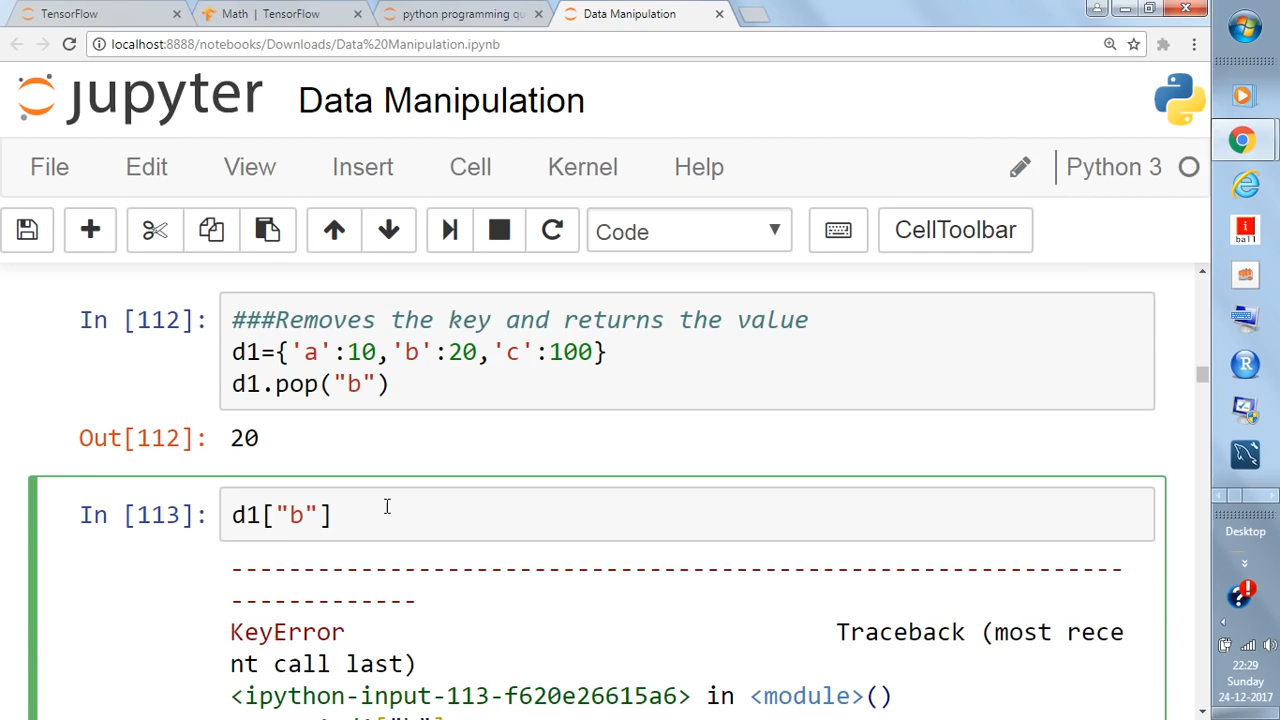 TensorFlow
Math | TensorFlow
python programming qu
Data Manipulation
localhost:8888/notebooks/Downloads/Data%20Manipulation.ipynb
jupyter Data Manipulation
File Edit View Insert Cell Kernel Help
Python 3
Code
CellToolbar
In [112]: ###Removes the key and returns the value
d1={'a':10,'b':20,'c':100}
d1.pop("b")
Out[112]: 20
In [113]: d1["b"]
---------------------------------------------------------------------------
KeyError Traceback (most rece
nt call last)
<ipython-input-113-f620e26615a6> in <module>()
ball
R
Desktop
22:29
Sunday
24-12-2017